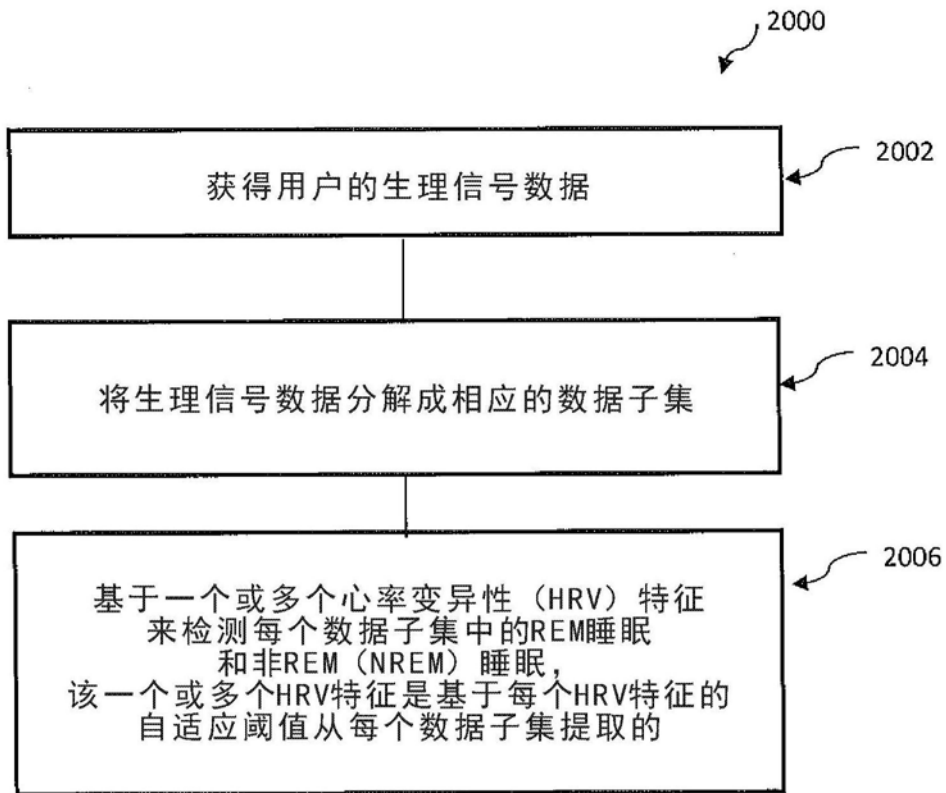 2000
获得用户的生理信号数据
2002
将生理信号数据分解成相应的数据子集
2004
基于一个或多个心率变异性（HRV）特征
来检测每个数据子集中的REM睡眠
和非REM（NREM）睡眠，
该一个或多个HRV特征是基于每个HRV特征的
自适应阈值从每个数据子集提取的
2006